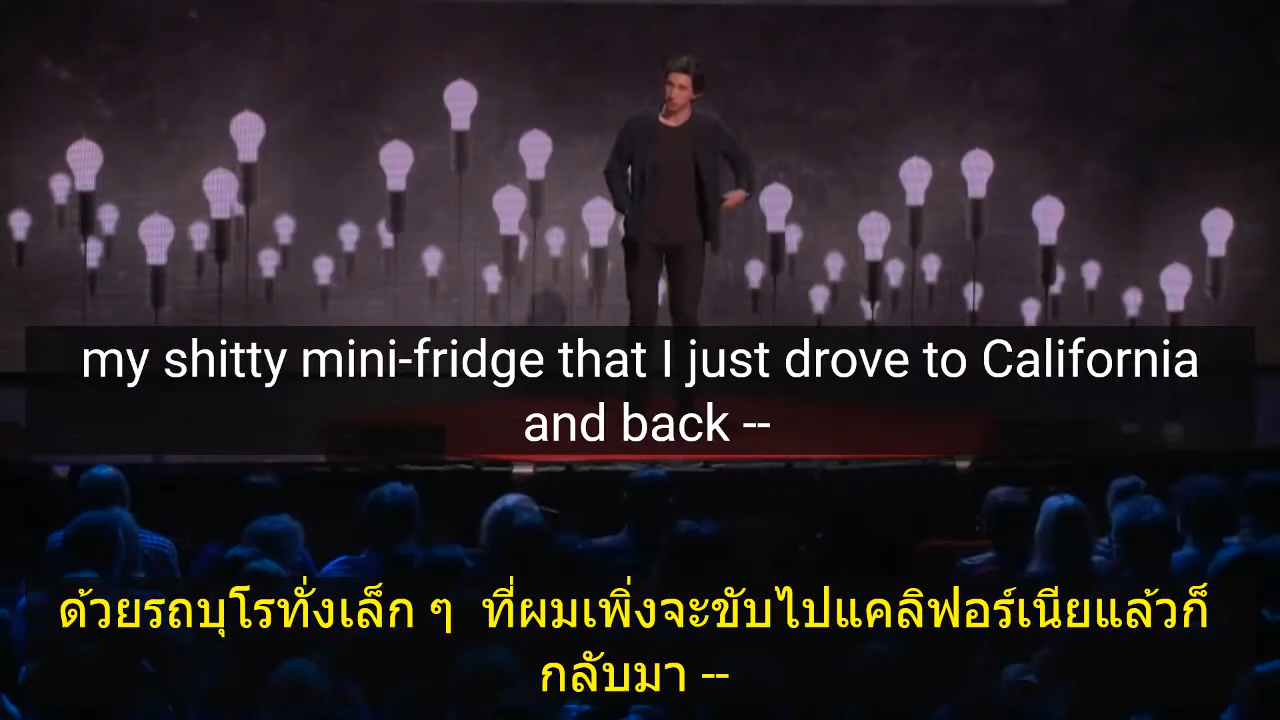 my shitty mini-fridge that I just drove to California
and back --
ด้วยรถบุโรทั่งเล็ก ๆ ที่ผมเพิ่งจะขับไปแคลิฟอร์เนียแล้วก็
กลับมา --